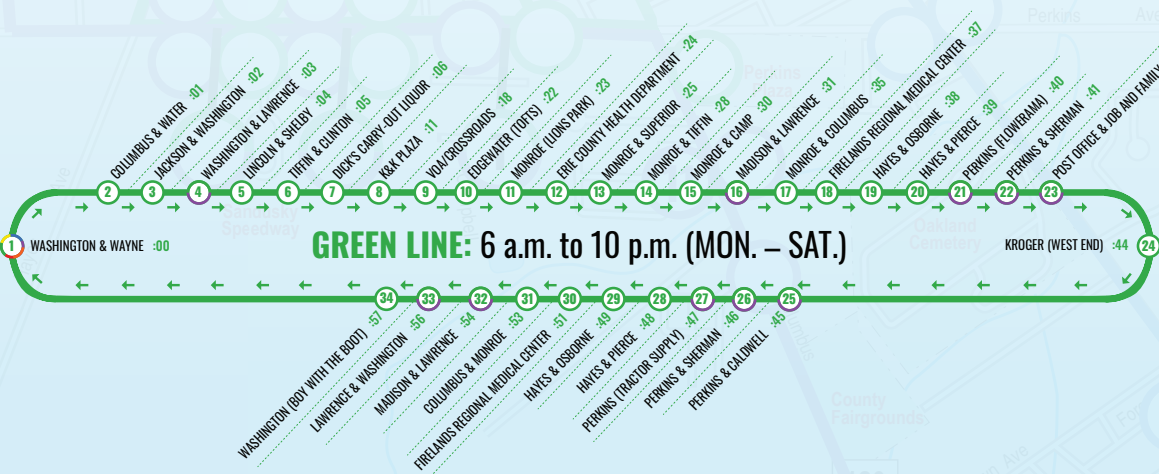 COLUMBUS & WATER :01
JACKSON & WASHINGTON :02
WASHINGTON & LAWRENCE :03
LINCOLN & SHELBY :04
TIFFIN & CLINTON :05
DICK'S CARRY-OUT LIQUOR :06
K&K PLAZA :11
VOA/CROSSROADS :18
EDGEWATER (TOFTS) :22
MONROE (LIONS PARK) :23
ERIE COUNTY HEALTH DEPARTMENT :24
MONROE & SUPERIOR :25
MONROE & TIFFIN :28
MONROE & CAMP :30
MADISON & LAWRENCE :31
MONROE & COLUMBUS :35
FIRELANDS REGIONAL MEDICAL CENTER :37
HAYES & OSBORNE :38
HAYES & PIERCE :39
PERKINS (FLOWERAMA) :40
PERKINS & SHERMAN :41
POST OFFICE & JOB AND FAMILY
2 3 4 5 6 7 8 9 10 11 12 13 14 15 16 17 18 19 20 21 22 23
1 WASHINGTON & WAYNE :00
GREEN LINE: 6 a.m. to 10 p.m. (MON. – SAT.)
KROGER (WEST END) :44 24
34 33 32 31 30 29 28 27 26 25
WASHINGTON (BOY WITH THE BOOT) :57
LAWRENCE & WASHINGTON :56
MADISON & LAWRENCE :54
COLUMBUS & MONROE :53
FIRELANDS REGIONAL MEDICAL CENTER :51
HAYES & OSBORNE :49
HAYES & PIERCE :48
PERKINS (TRACTOR SUPPLY) :47
PERKINS & SHERMAN :46
PERKINS & CALDWELL :45
Perkins Ave
Perkins
Plaza
Sandusky
Speedway
Oakland
Cemetery
County
Fairgrounds
Ave